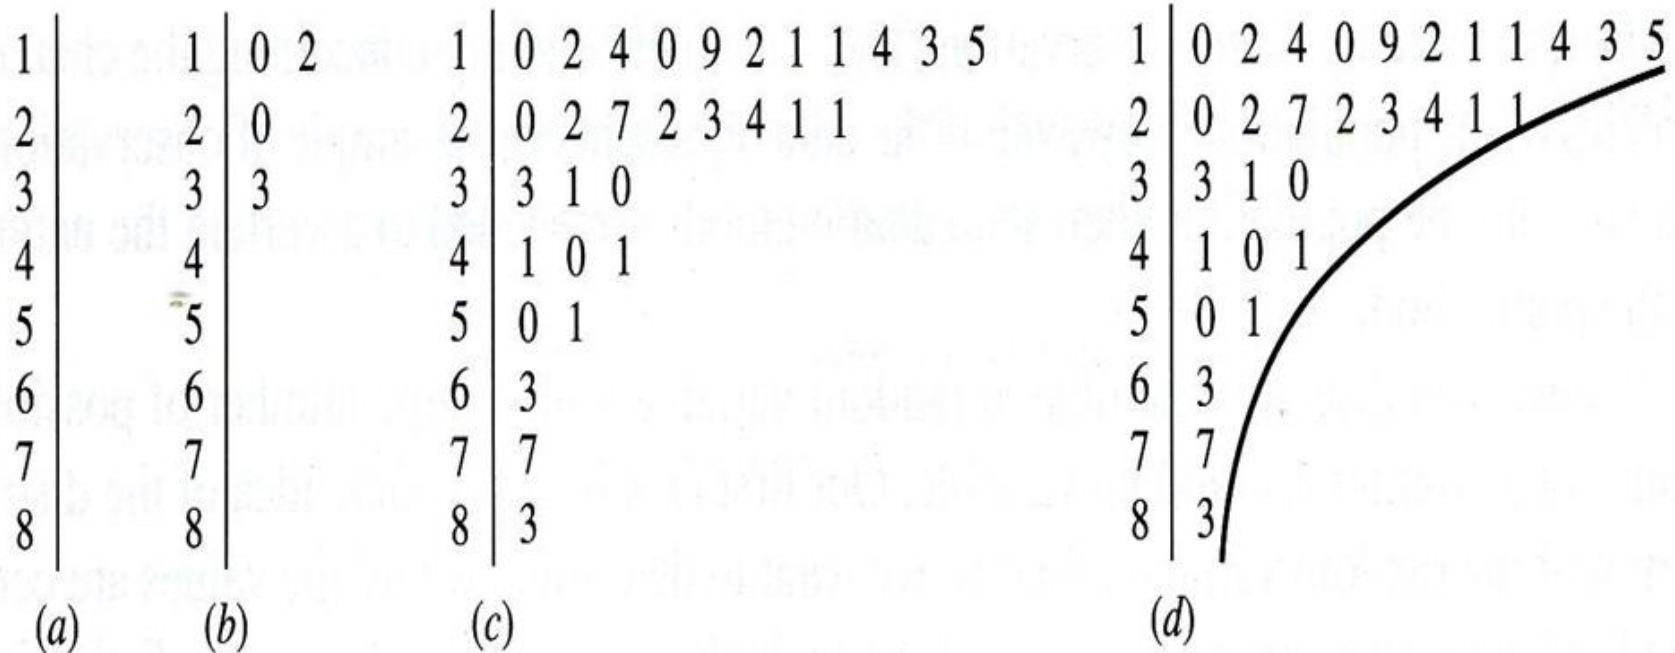 1 1 0 2 1 0 2 4 0 9 2 1 1 4 3 5 1 0 2 4 0 9 2 1 1 4 3 5
2 2 0 2 0 2 7 2 3 4 1 1 2 0 2 7 2 3 4 1 1
3 3 3 3 3 1 0 3 3 1 0
4 4 4 1 0 1 4 1 0 1
5 5 5 0 1 5 0 1
6 6 6 3 6 3
7 7 7 7 7 7
8 8 8 3 8 3
(a) (b) (c) (d)